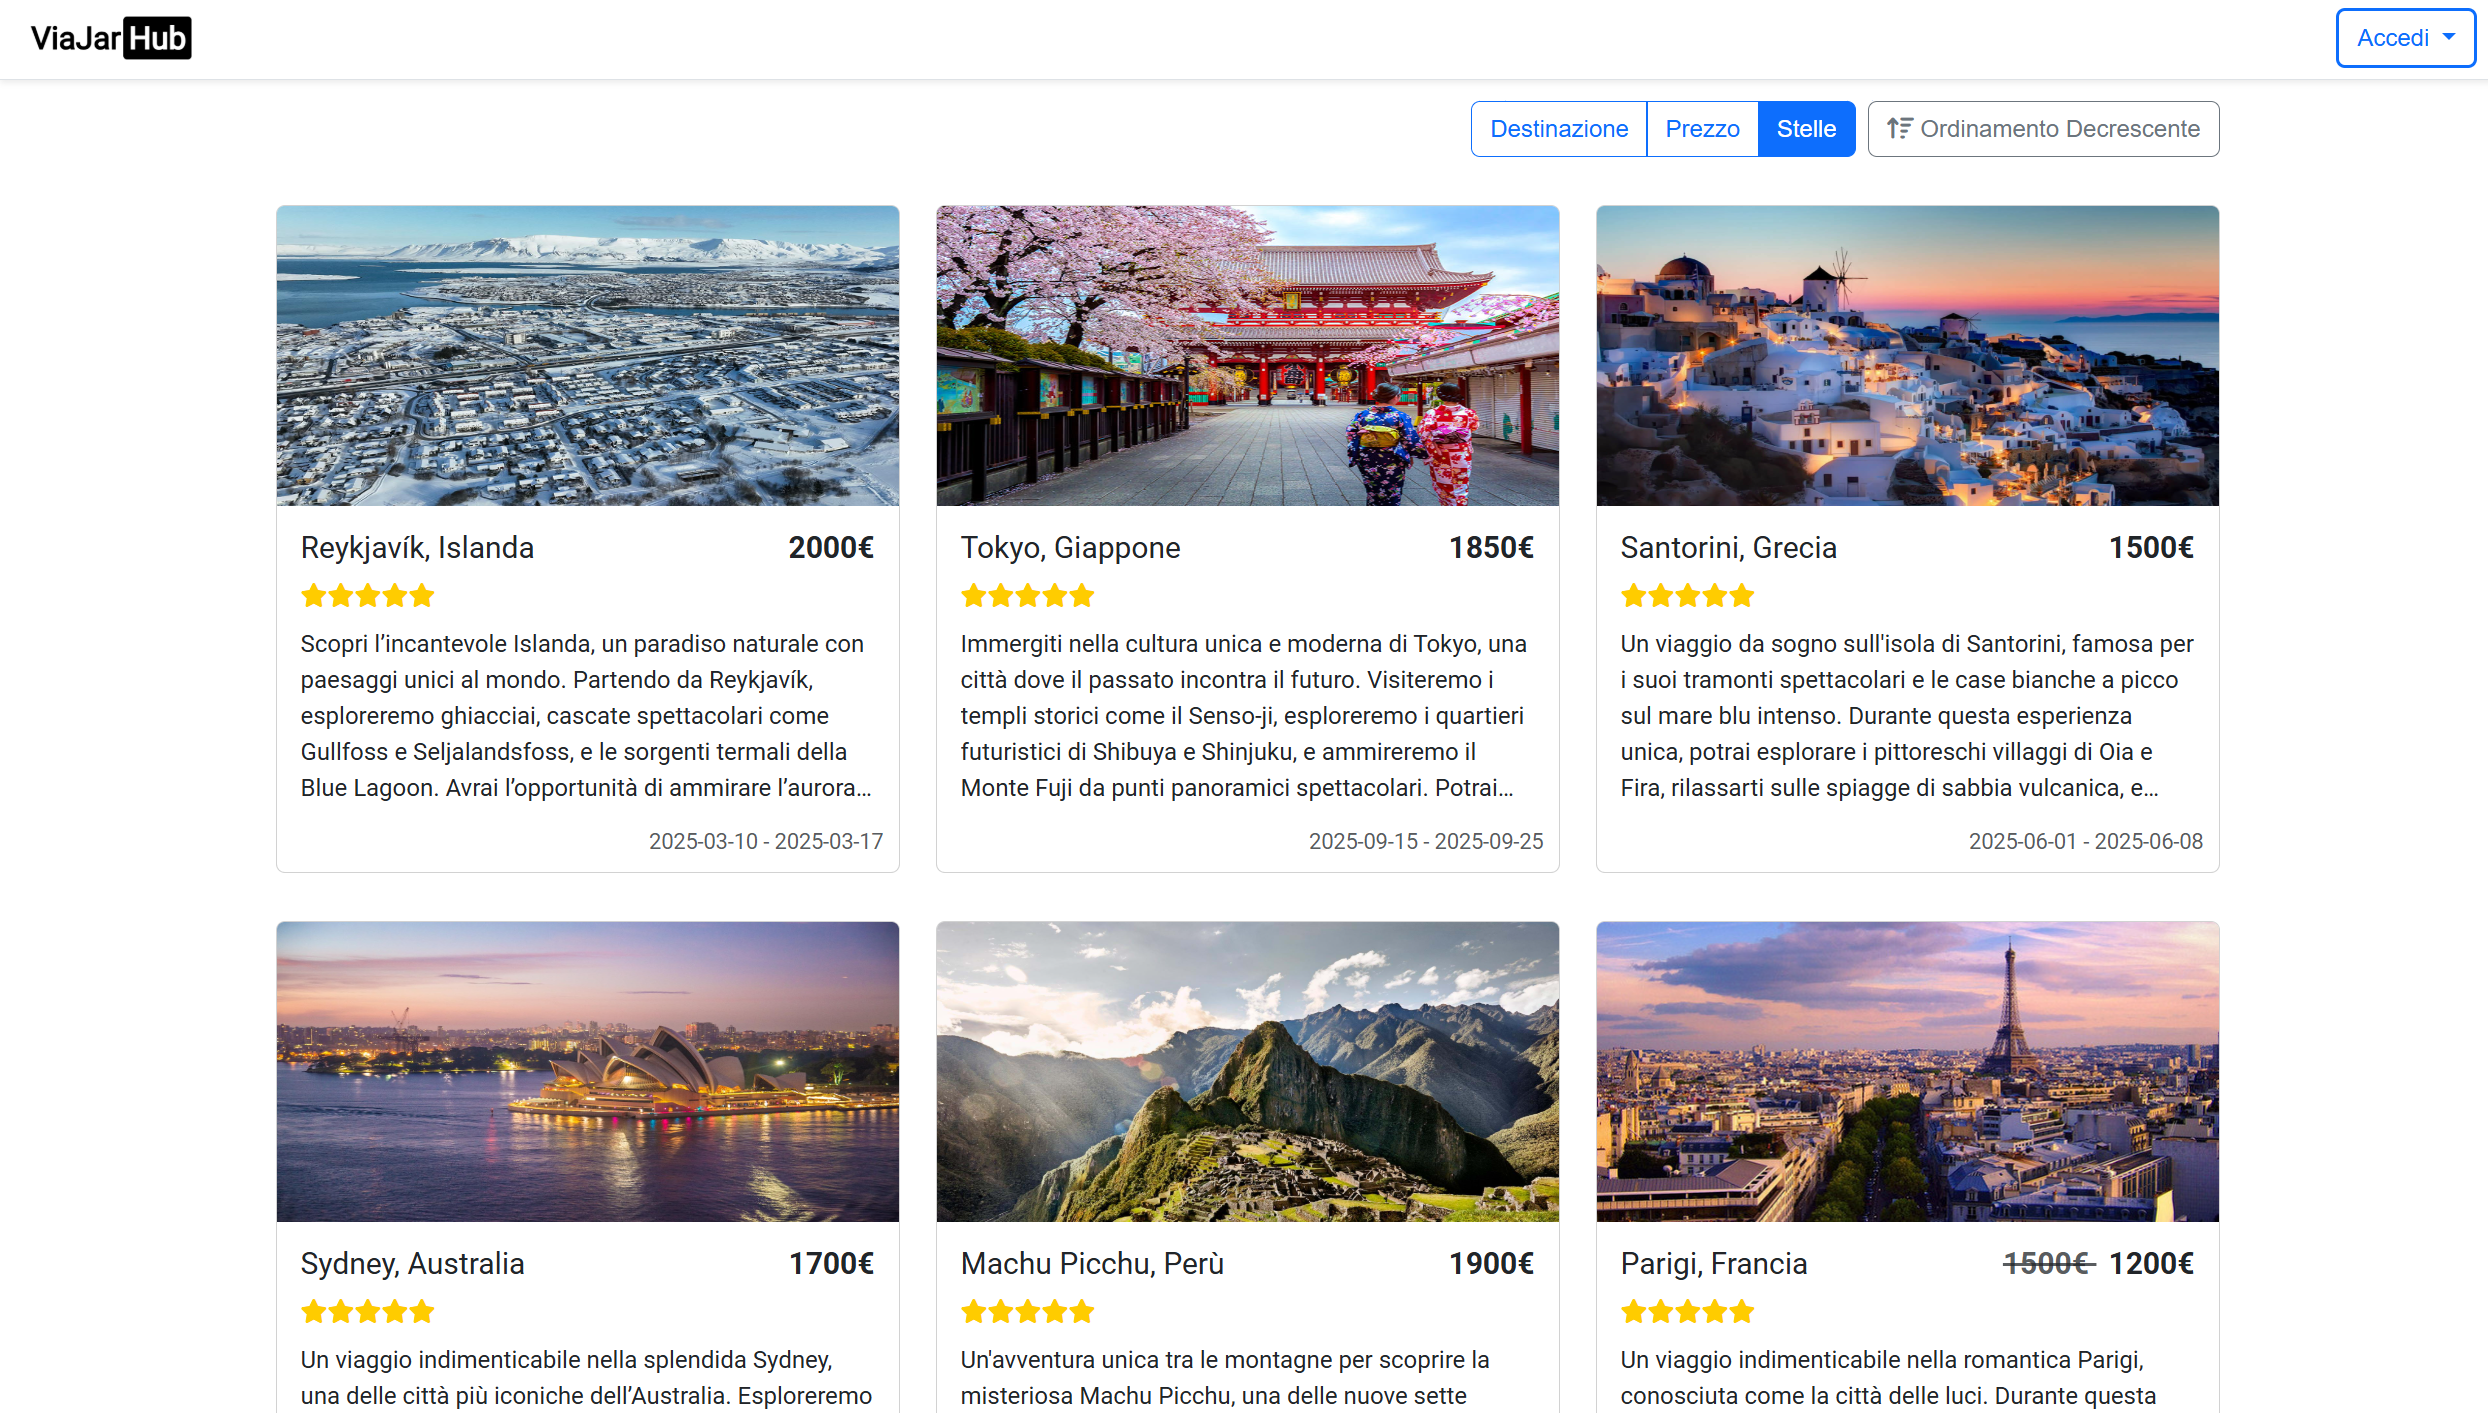 ViaJar Hub
Accedi
Destinazione Prezzo Stelle Ordinamento Decrescente
Reykjavík, Islanda 2000€
Scopri l’incantevole Islanda, un paradiso naturale con
paesaggi unici al mondo. Partendo da Reykjavík,
esploreremo ghiacciai, cascate spettacolari come
Gullfoss e Seljalandsfoss, e le sorgenti termali della
Blue Lagoon. Avrai l’opportunità di ammirare l’aurora...
2025-03-10 - 2025-03-17
Tokyo, Giappone 1850€
Immergiti nella cultura unica e moderna di Tokyo, una
città dove il passato incontra il futuro. Visiteremo i
templi storici come il Senso-ji, esploreremo i quartieri
futuristici di Shibuya e Shinjuku, e ammireremo il
Monte Fuji da punti panoramici spettacolari. Potrai...
2025-09-15 - 2025-09-25
Santorini, Grecia 1500€
Un viaggio da sogno sull'isola di Santorini, famosa per
i suoi tramonti spettacolari e le case bianche a picco
sul mare blu intenso. Durante questa esperienza
unica, potrai esplorare i pittoreschi villaggi di Oia e
Fira, rilassarti sulle spiagge di sabbia vulcanica, e...
2025-06-01 - 2025-06-08
Sydney, Australia 1700€
Un viaggio indimenticabile nella splendida Sydney,
una delle città più iconiche dell’Australia. Esploreremo
Machu Picchu, Perù 1900€
Un'avventura unica tra le montagne per scoprire la
misteriosa Machu Picchu, una delle nuove sette
Parigi, Francia 1500€ 1200€
Un viaggio indimenticabile nella romantica Parigi,
conosciuta come la città delle luci. Durante questa